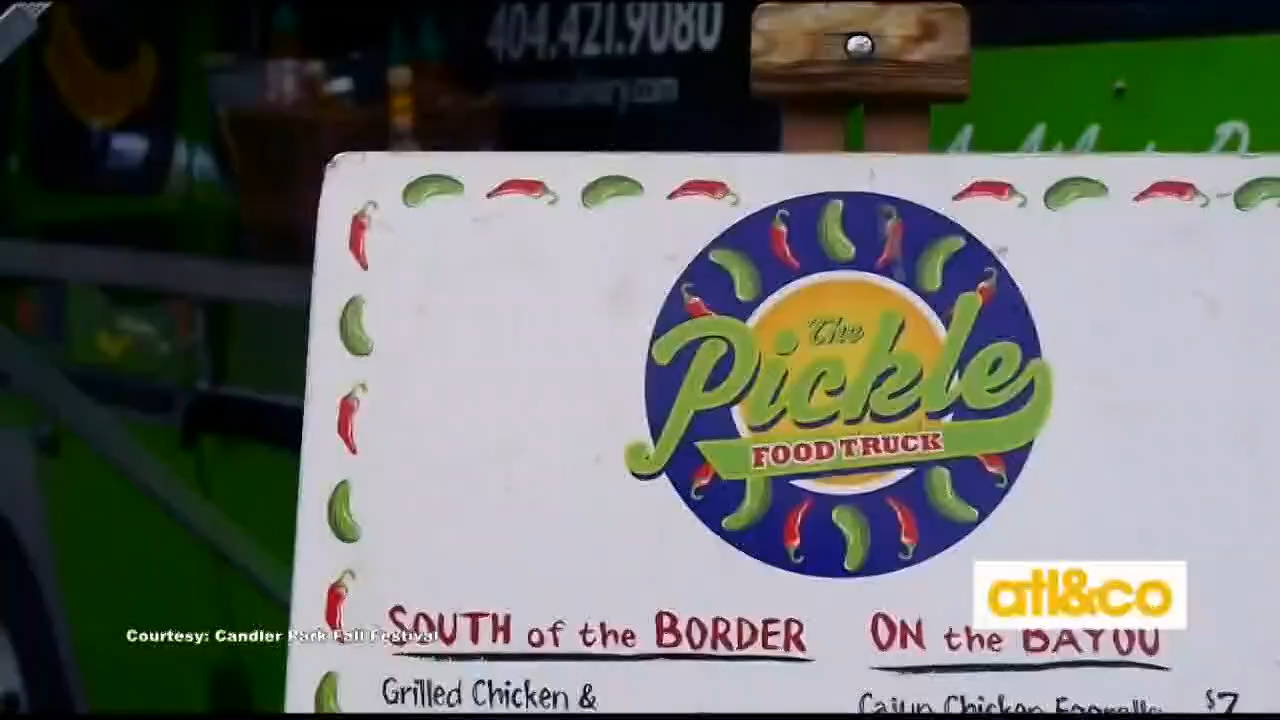 404.421.9080
The
Pickle
FOOD TRUCK
atl&co
Courtesy: Candler Park Fall Festival
SOUTH of the BORDER
ON the BAYOU
Grilled Chicken &
Cajun Chicken Eggrolls $7